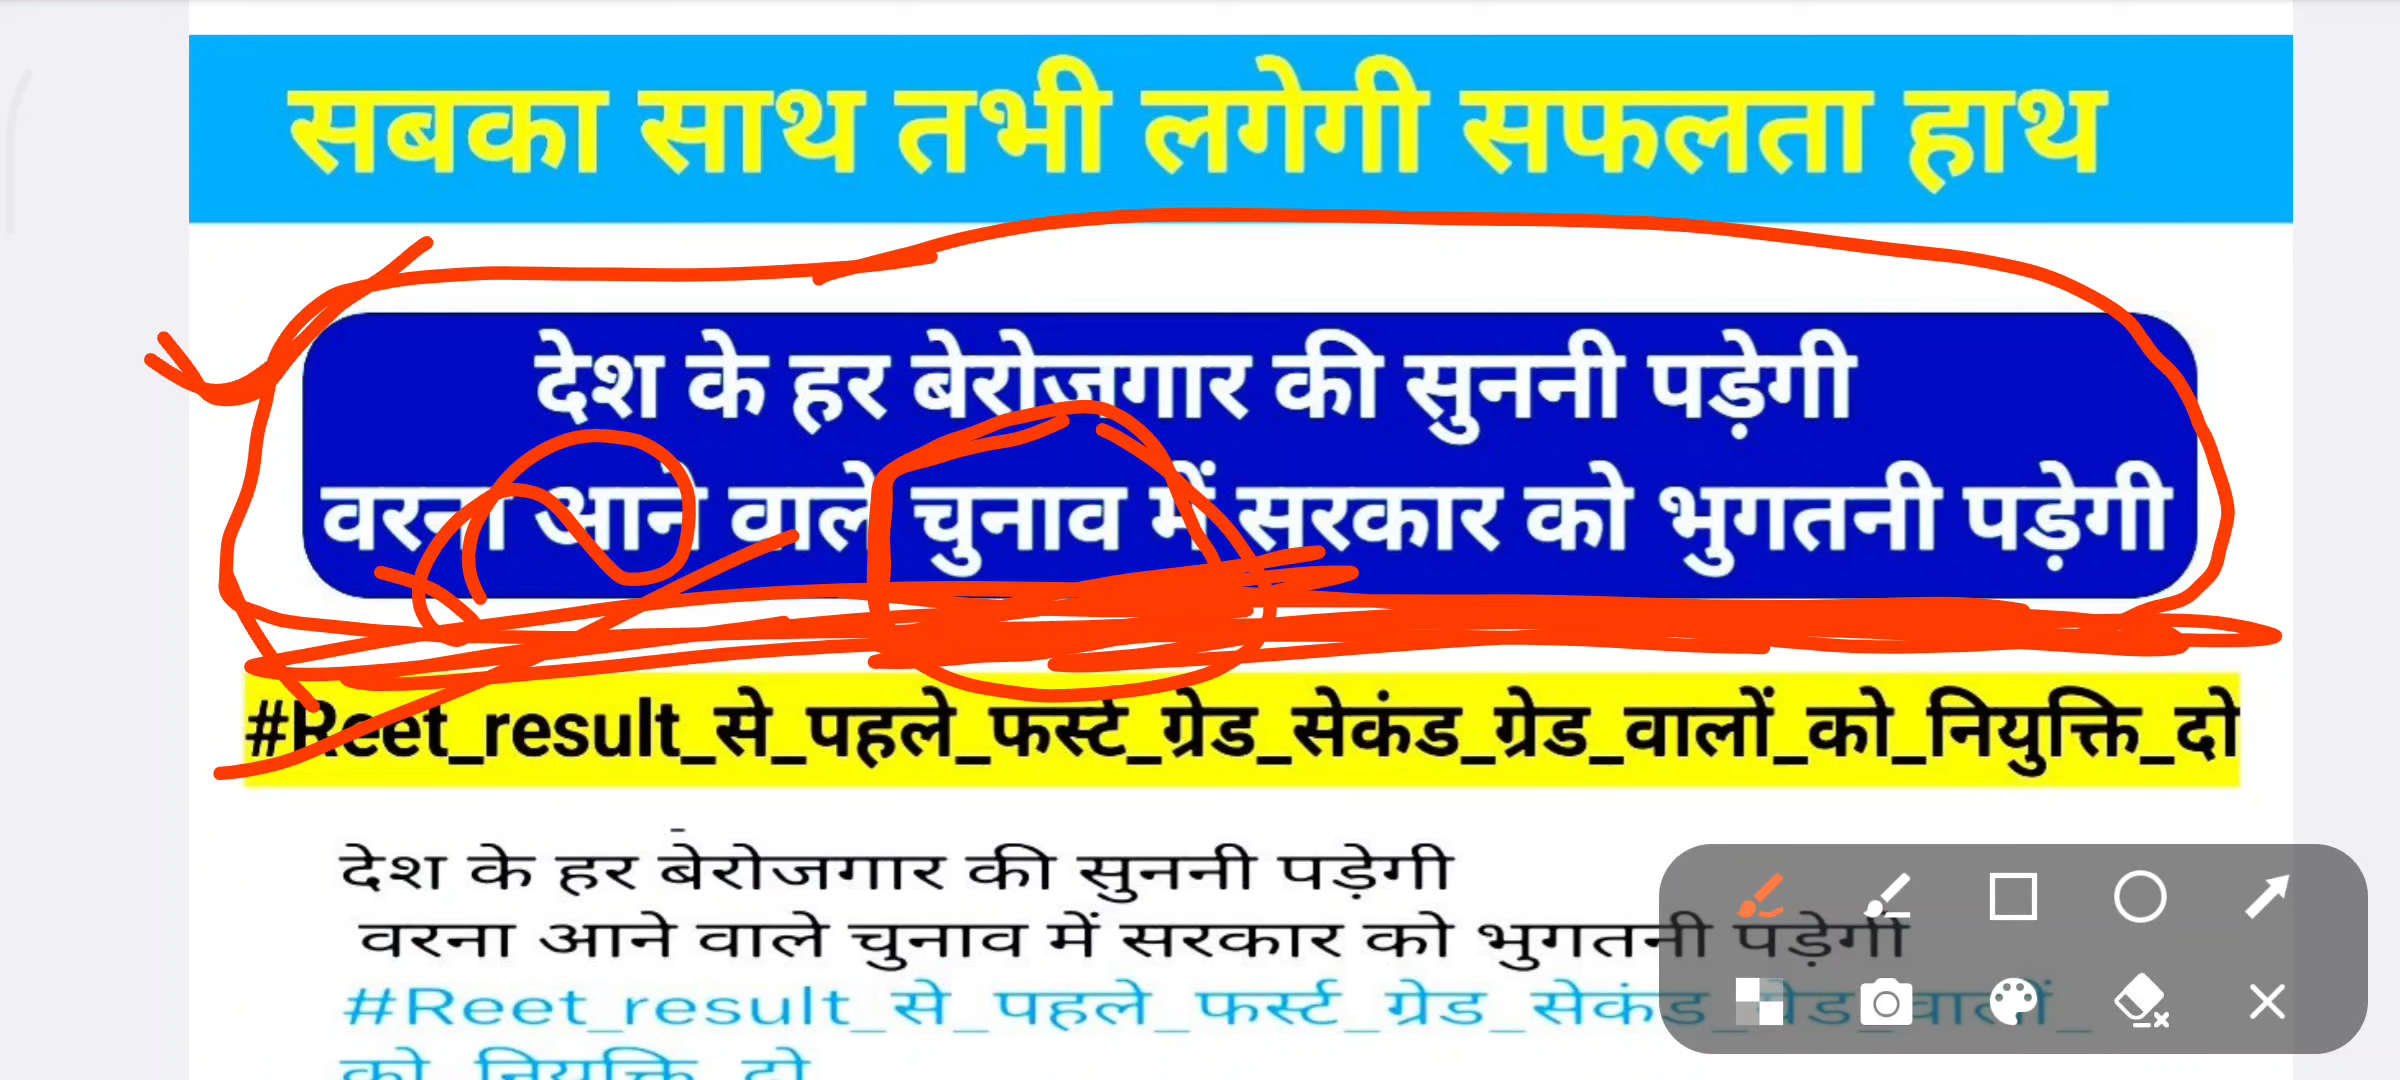 सबका साथ तभी लगेगी सफलता हाथ
देश के हर बेरोजगार की सुननी पड़ेगी
वरना आने वाले चुनाव में सरकार को भुगतनी पड़ेगी
#Reet_result_से_पहले_फर्स्ट_ग्रेड_सेकंड_ग्रेड_वालों_को_नियुक्ति_दो
देश के हर बेरोजगार की सुननी पड़ेगी
वरना आने वाले चुनाव में सरकार को भुगतनी पड़ेगी
#Reet_result_से_पहले_फर्स्ट_ग्रेड_सेकंड_ग्रेड_वालों_
को_नियुक्ति_दो